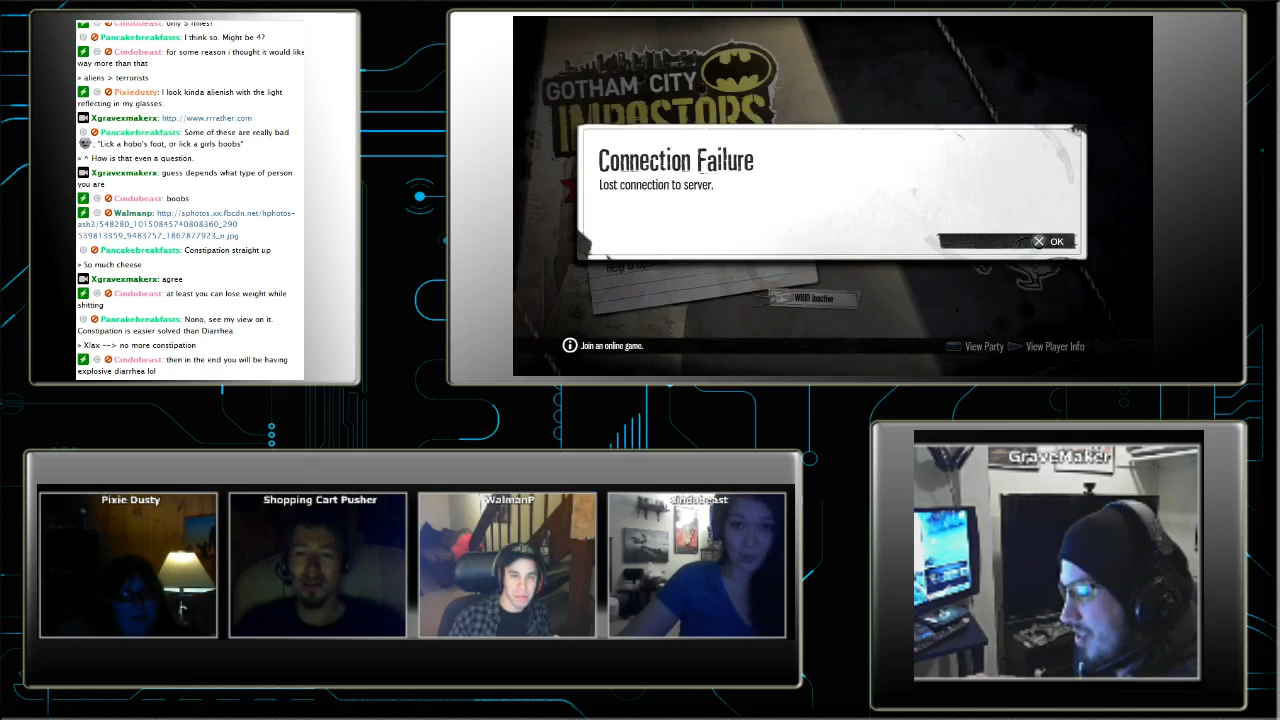 Cindobeast: only 5 miles!
Pancakebreakfasts: I think so. Might be 4?
Cindobeast: for some reason i thought it would like
way more than that
» aliens > terrorists
Pixiedusty: I look kinda alienish with the light
reflecting in my glasses.
Xgravexmakerx: http://www.rrrather.com
Pancakebreakfasts: Some of these are really bad
, "Lick a hobo's foot, or lick a girls boobs"
» ^ How is that even a question.
Xgravexmakerx: guess depends what type of person
you are
Cindobeast: boobs
Walmanp: http://sphotos.xx.fbcdn.net/hphotos-
ash3/548280_10150845740808360_290
539813359_9483757_1867877923_n.jpg
Pancakebreakfasts: Constipation straight up
» So much cheese
Xgravexmakerx: agree
Cindobeast: at least you can lose weight while
shitting
Pancakebreakfasts: Nono, see my view on it.
Constipation is easier solved than Diarrhea.
» Xlax --> no more constipation
Cindobeast: then in the end you will be having
explosive diarrhea lol
GOTHAM CITY
IMPOSTORS
Connection Failure
Lost connection to server.
OK
WBID Inactive
Join an online game.
View Party
View Player Info
Pixie Dusty
Shopping Cart Pusher
WalmanP
GraveMaker